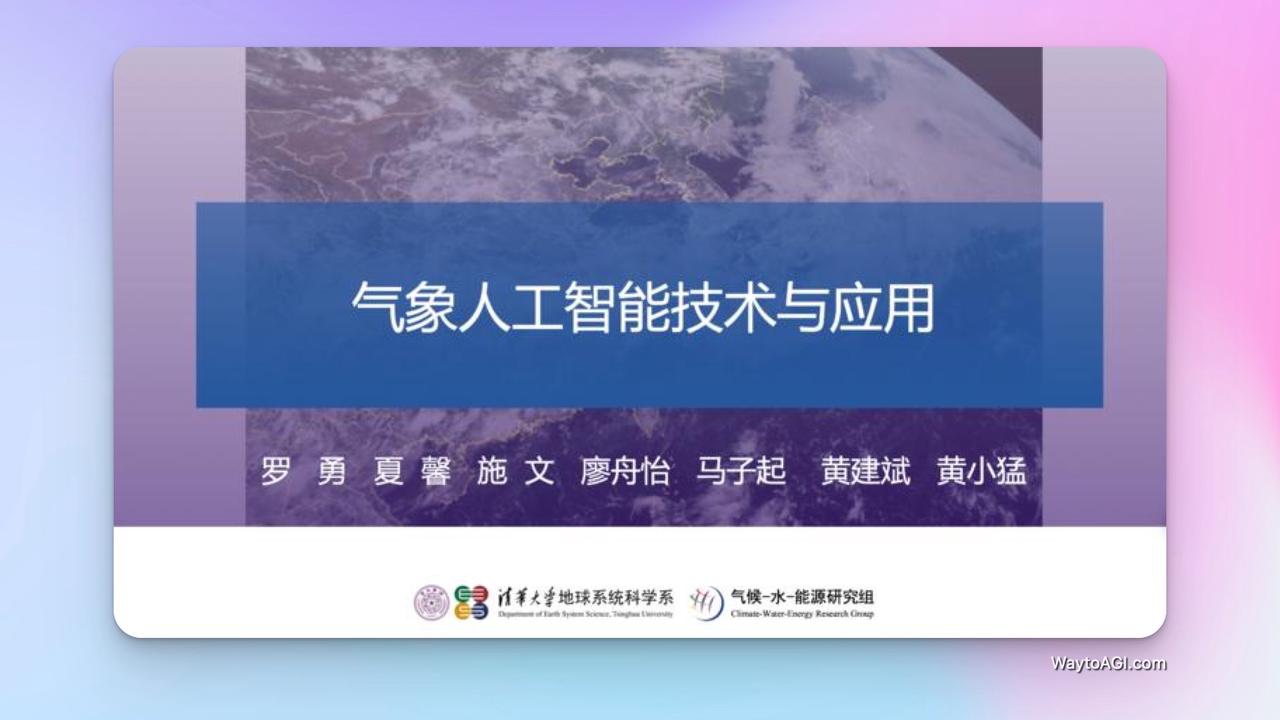 气象人工智能技术与应用
罗 勇 夏 馨 施 文 廖舟怡 马子起 黄建斌 黄小猛
清华大学地球系统科学系
Department of Earth System Science, Tsinghua University
气候-水-能源研究组
Climate-Water-Energy Research Group
WaytoAGI.com